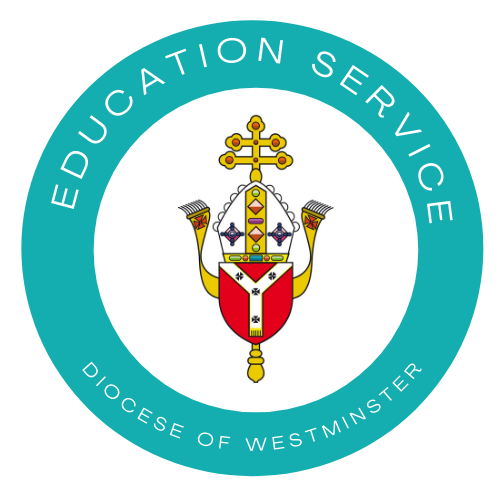 EDUCATION SERVICE
DIOCESE OF WESTMINSTER